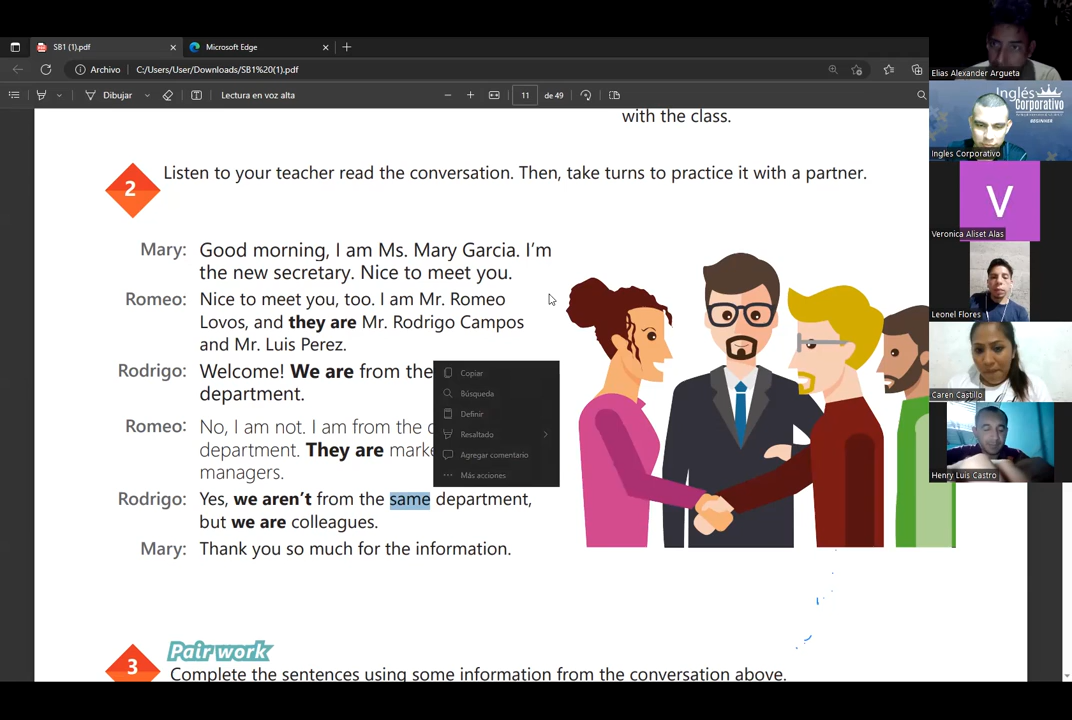 SB1 (1).pdf
Microsoft Edge
Archivo
C:/Users/User/Downloads/SB1%20(1).pdf
Dibujar
Lectura en voz alta
11
de 49
with the class.
2
Listen to your teacher read the conversation. Then, take turns to practice it with a partner.
Mary: Good morning, I am Ms. Mary Garcia. I'm
the new secretary. Nice to meet you.
Romeo: Nice to meet you, too. I am Mr. Romeo
Lovos, and they are Mr. Rodrigo Campos
and Mr. Luis Perez.
Rodrigo: Welcome! We are from the
department.
Romeo: No, I am not. I am from the
department. They are
managers.
Rodrigo: Yes, we aren't from the same department,
but we are colleagues.
Mary: Thank you so much for the information.
Copiar
Búsqueda
Definir
Resaltado
Agregar comentario
Más acciones
3
Pair work
Complete the sentences using some information from the conversation above.
Elias Alexander Argueta
Inglés
Corporativo
BEGINNER
Ingles Corporativo
V
Veronica Aliset Alas
Leonel Flores
Caren Castillo
Henry Luis Castro